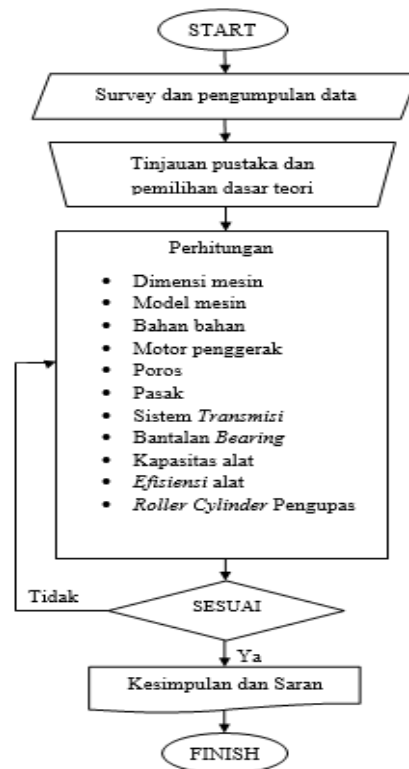 START
Survey dan pengumpulan data
Tinjauan pustaka dan
pemilihan dasar teori
Perhitungan
• Dimensi mesin
• Model mesin
• Bahan bahan
• Motor penggerak
• Poros
• Pasak
• Sistem Transmisi
• Bantalan Bearing
• Kapasitas alat
• Efisiensi alat
• Roller Cylinder Pengupas
Tidak
SESUAI
Ya
Kesimpulan dan Saran
FINISH